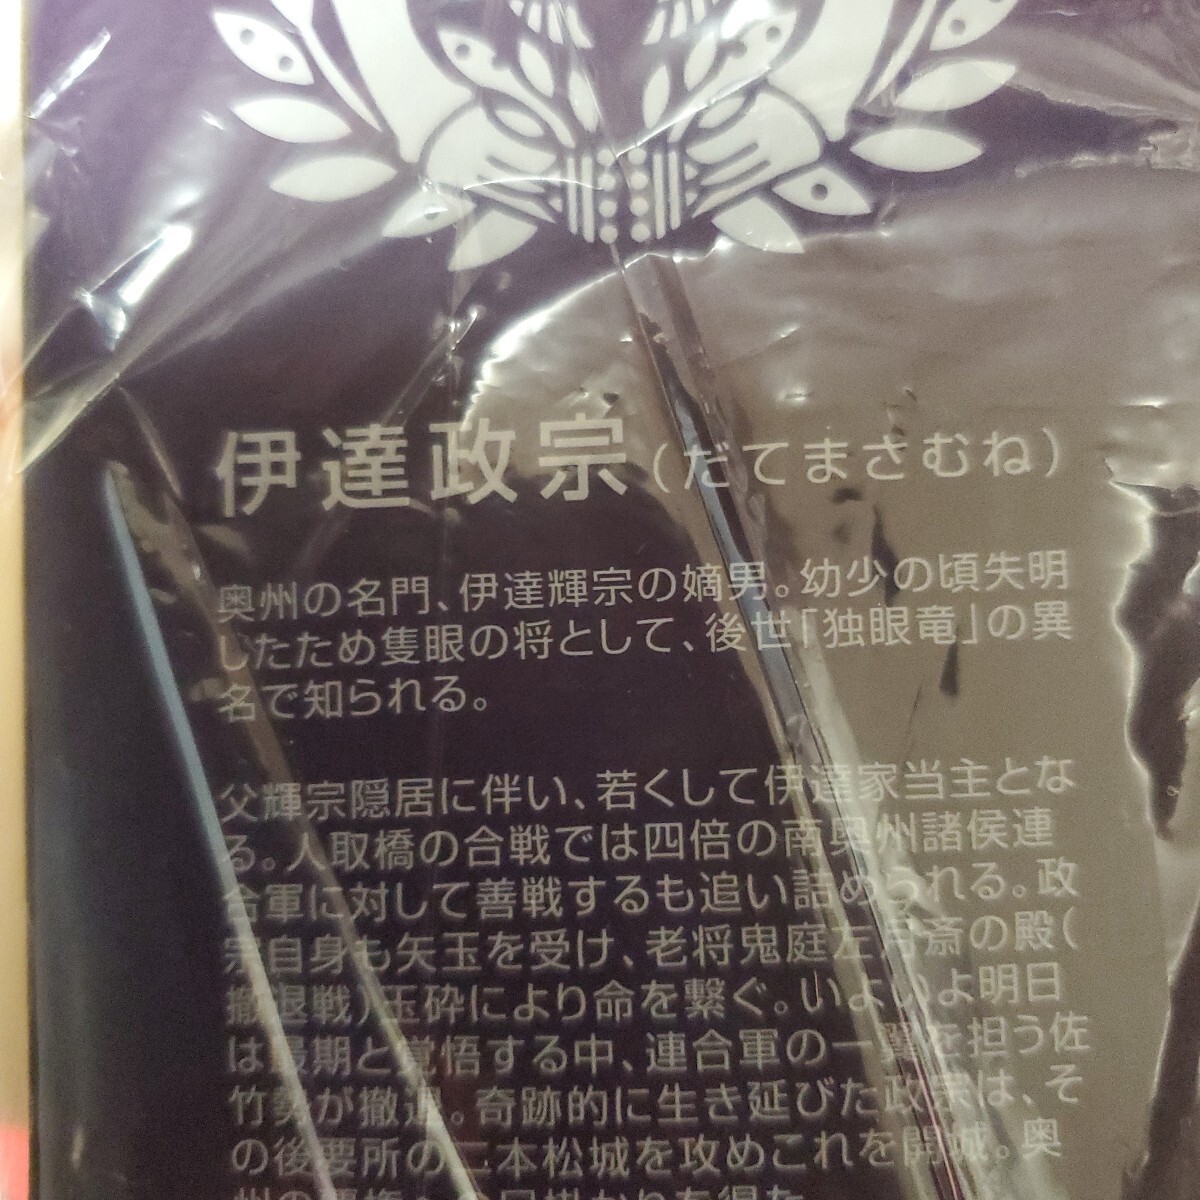 伊達政宗（だてまさむね）
奥州の名門、伊達輝宗の嫡男。幼少の頃失明
したため隻眼の将として、後世「独眼竜」の異
名で知られる。
父輝宗隠居に伴い、若くして伊達家当主とな
る。人取橋の合戦では四倍の南奥州諸侯連
合軍に対して善戦するも追い詰められる。政
宗自身も矢玉を受け、老将鬼庭左月斎の殿（
撤退戦）玉砕により命を繋ぐ。いよいよ明日
は最期と覚悟する中、連合軍の一翼を担う佐
竹勢が撤退。奇跡的に生き延びた政宗は、そ
の後要所の二本松城を攻めこれを開城。奥